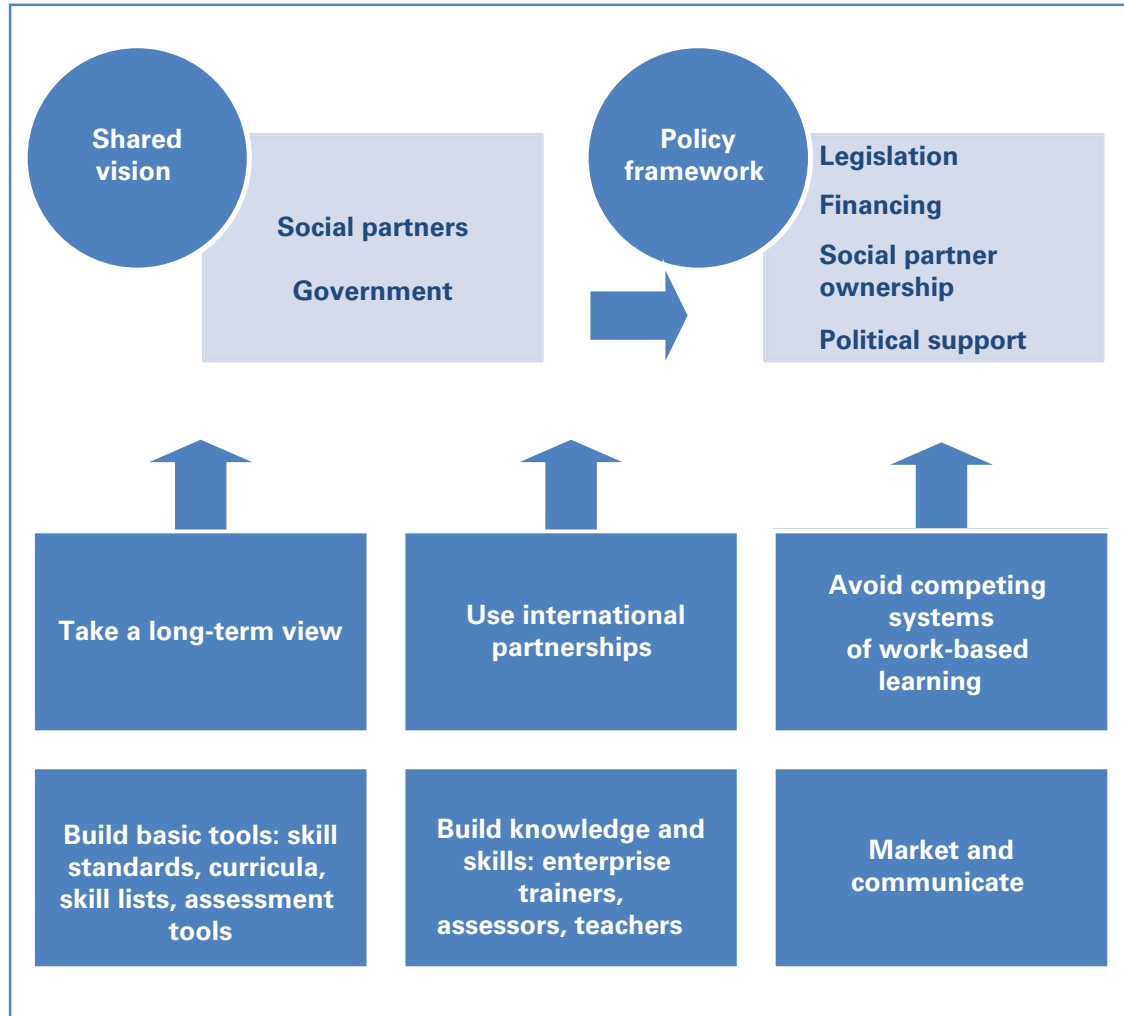 Shared
vision
Social partners
Government
Policy
framework
Legislation
Financing
Social partner
ownership
Political support
Take a long-term view
Use international
partnerships
Avoid competing
systems
of work-based
learning
Build basic tools: skill
standards, curricula,
skill lists, assessment
tools
Build knowledge and
skills: enterprise
trainers,
assessors, teachers
Market and
communicate